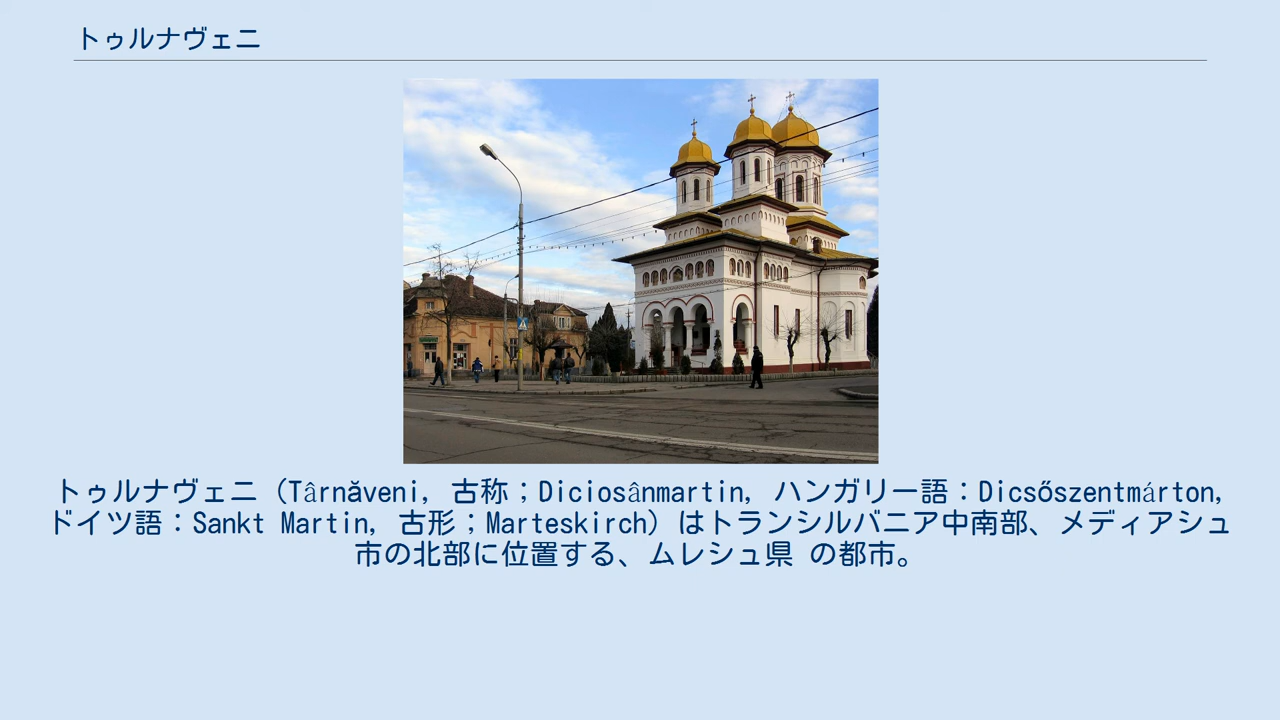 トゥルナヴェニ
トゥルナヴェニ（Târnăveni, 古称；Diciosânmartin, ハンガリー語：Dicsőszentmárton,
ドイツ語：Sankt Martin, 古形；Marteskirch）はトランシルバニア中南部、メディアシュ
市の北部に位置する、ムレシュ県 の都市。